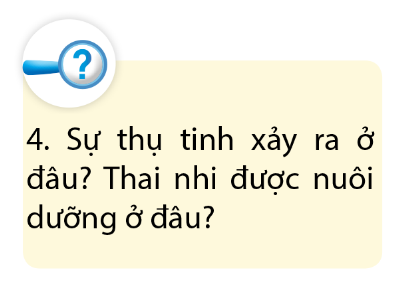 ?
4. Sự thụ tinh xảy ra ở
đâu? Thai nhi được nuôi
dưỡng ở đâu?